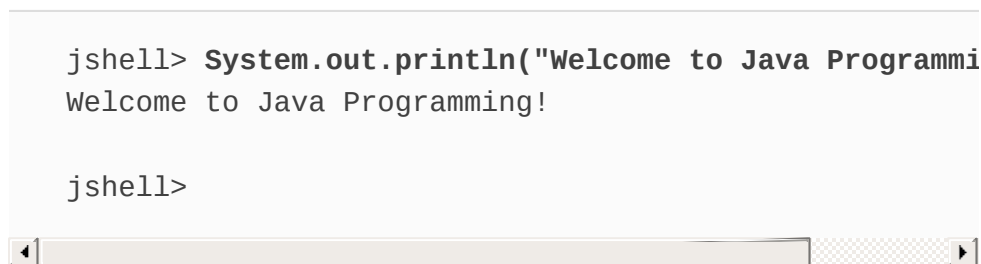 jshell> System.out.println("Welcome to Java Programmi
Welcome to Java Programming!
jshell>